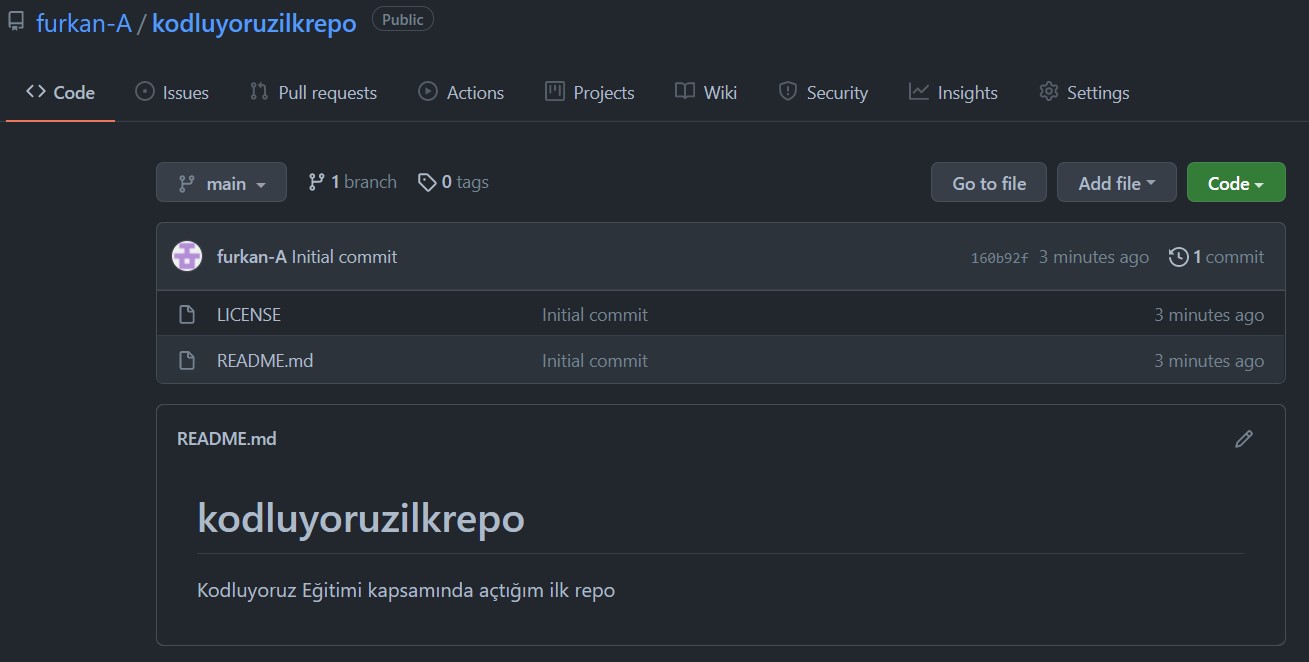 furkan-A / kodluyoruzilkrepo Public
Code Issues Pull requests Actions Projects Wiki Security Insights Settings
main 1 branch 0 tags Go to file Add file Code
furkan-A Initial commit 160b92f 3 minutes ago 1 commit
LICENSE Initial commit 3 minutes ago
README.md Initial commit 3 minutes ago
README.md
kodluyoruzilkrepo
Kodluyoruz Eğitimi kapsamında açtığım ilk repo